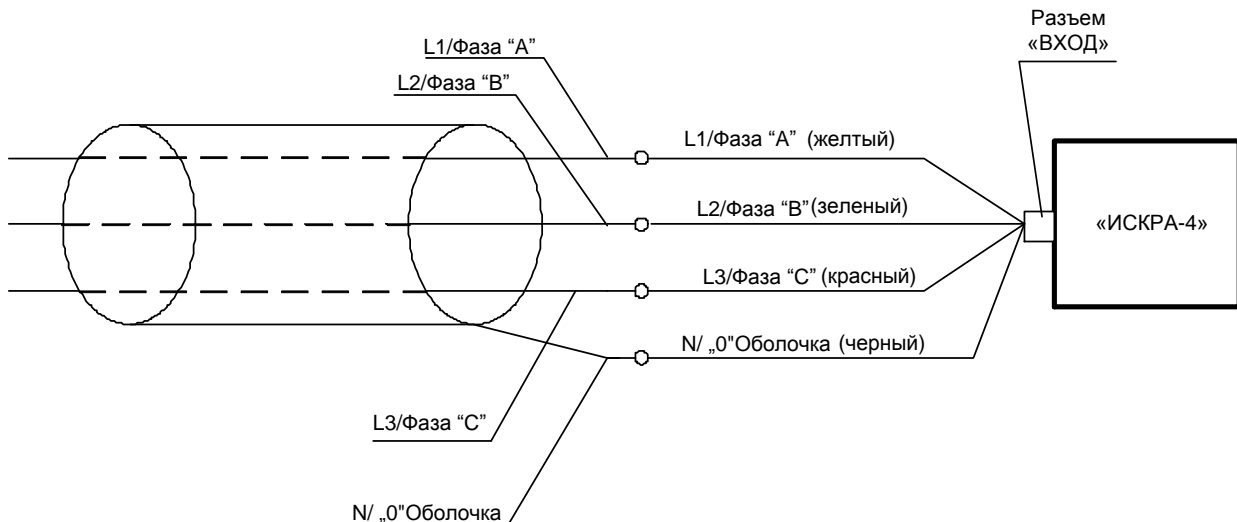 Разъем
«ВХОД»
L1/Фаза “А”
L2/Фаза “В”
L1/Фаза “А” (желтый)
L2/Фаза “В” (зеленый)
«ИСКРА-4»
L3/Фаза “С” (красный)
N/ „0"Оболочка (черный)
L3/Фаза “С”
N/ „0"Оболочка